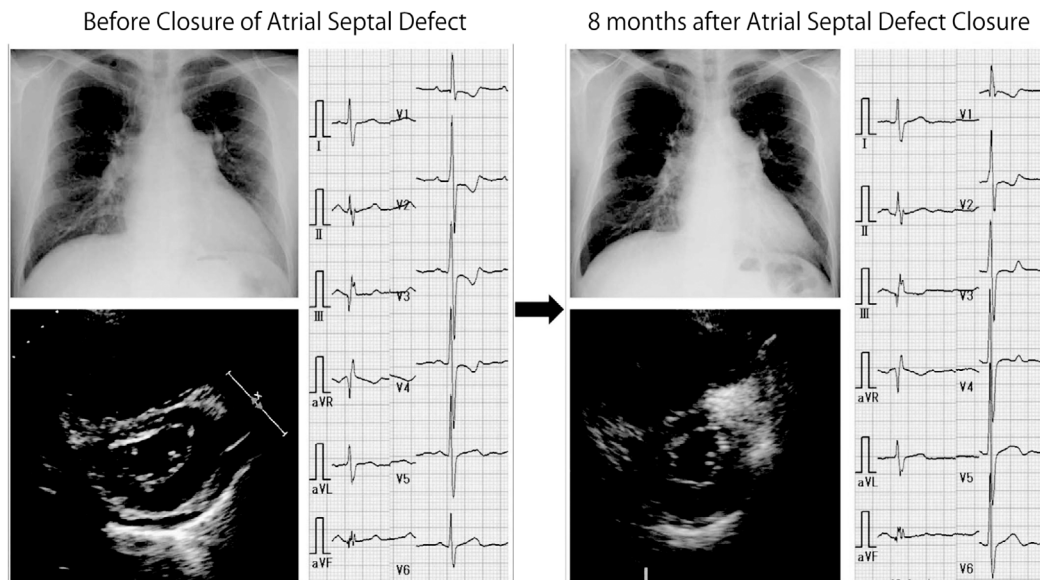 Before Closure of Atrial Septal Defect
8 months after Atrial Septal Defect Closure
I
II
III
aVR
aVL
aVF
V1
V2
V3
V4
V5
V6
I
II
III
aVR
aVL
aVF
V1
V2
V3
V4
V5
V6